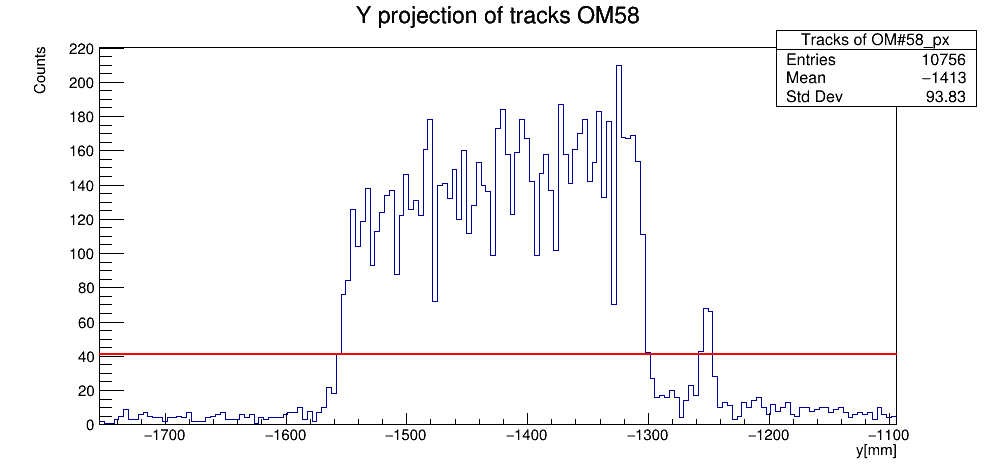 Y projection of tracks OM58
Counts
Tracks of OM#58_px
Entries 10756
Mean −1413
Std Dev 93.83
220
200
180
160
140
120
100
80
60
40
20
0
−1700 −1600 −1500 −1400 −1300 −1200 −1100
y[mm]